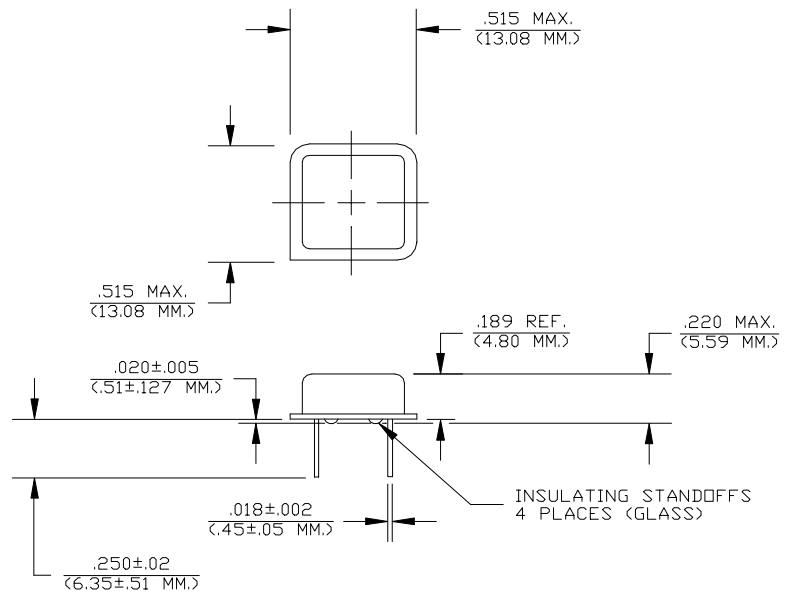 .515 MAX.
(13.08 MM.)
.515 MAX.
(13.08 MM.)
.189 REF.
(4.80 MM.)
.220 MAX.
(5.59 MM.)
.020±.005
(.51±.127 MM.)
INSULATING STANDOFFS
4 PLACES (GLASS)
.018±.002
(.45±.05 MM.)
.250±.02
(6.35±.51 MM.)